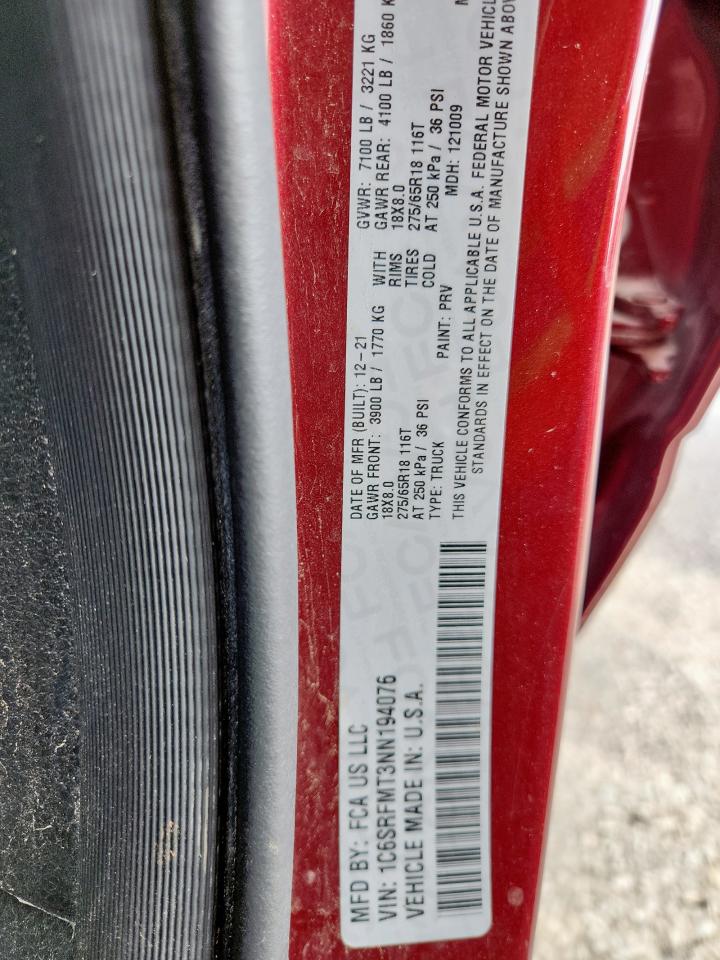 MFD BY: FCA US LLC
VIN: 1C6SRFMT3NN194076
VEHICLE MADE IN: U.S.A.
DATE OF MFR (BUILT): 12-21 GVWR: 7100 LB / 3221 KG
GAWR FRONT: 3900 LB / 1770 KG WITH GAWR REAR: 4100 LB / 1860 K
18X8.0 RIMS 18X8.0
275/65R18 116T TIRES 275/65R18 116T
AT 250 kPa / 36 PSI COLD AT 250 kPa / 36 PSI
TYPE: TRUCK PAINT: PRV MDH: 121009
THIS VEHICLE CONFORMS TO ALL APPLICABLE U.S.A. FEDERAL MOTOR VEHICL
STANDARDS IN EFFECT ON THE DATE OF MANUFACTURE SHOWN ABOV